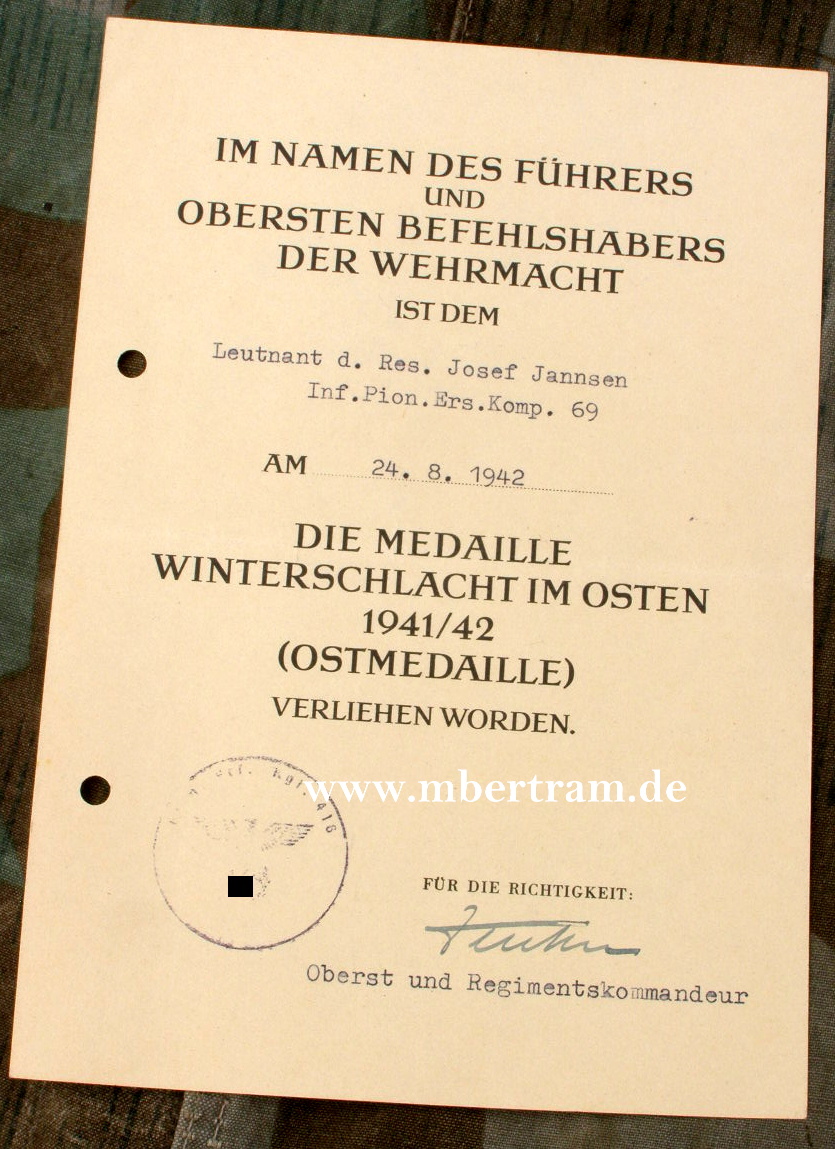 IM NAMEN DES FÜHRERS
UND
OBERSTEN BEFEHLSHABERS
DER WEHRMACHT
IST DEM
Leutnant d. Res. Josef Jannsen
Inf.Pion.Ers.Komp. 69
AM 24. 8. 1942
DIE MEDAILLE
WINTERSCHLACHT IM OSTEN
1941/42
(OSTMEDAILLE)
VERLIEHEN WORDEN.
www.mbertram.de
416
FÜR DIE RICHTIGKEIT:
Oberst und Regimentskommandeur